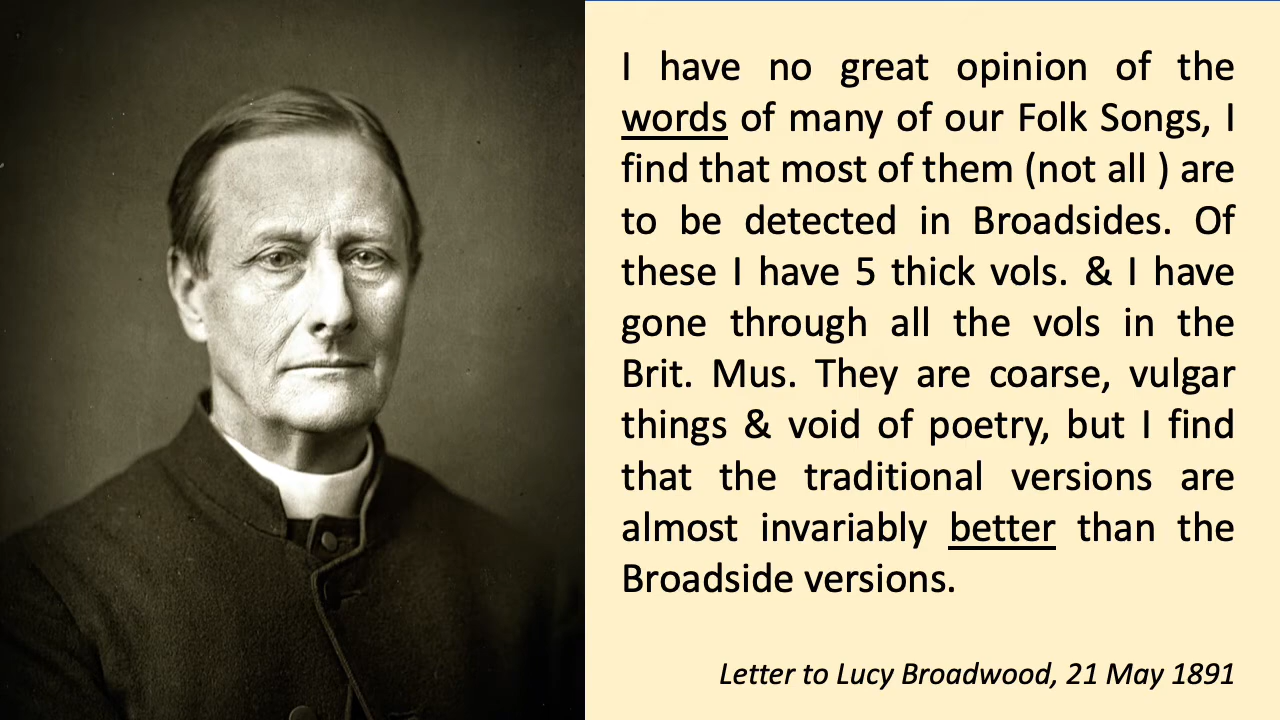 I have no great opinion of the
words of many of our Folk Songs, I
find that most of them (not all ) are
to be detected in Broadsides. Of
these I have 5 thick vols. & I have
gone through all the vols in the
Brit. Mus. They are coarse, vulgar
things & void of poetry, but I find
that the traditional versions are
almost invariably better than the
Broadside versions.
Letter to Lucy Broadwood, 21 May 1891